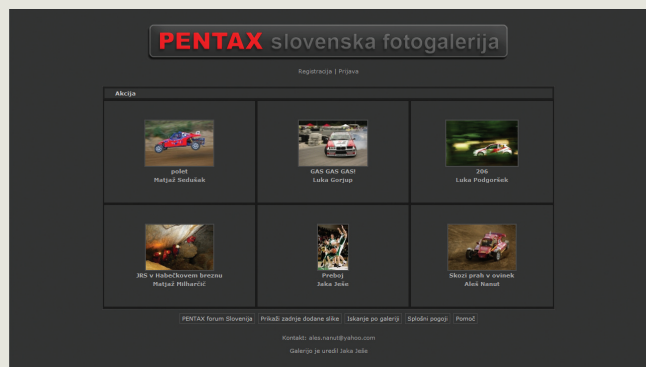 PENTAX slovenska fotogalerija
Registracija | Prijava
Akcija
polet
Matjaž Sedušak
GAS GAS GAS!
Luka Gorjup
206
Luka Podgoršek
JRS v Habečkovem breznu
Matjaž Milharčič
Preboj
Jaka Ješe
Skozi prah v ovinek
Aleš Nanut
PENTAX forum Slovenija Prikaži zadnje dodane slike Iskanje po galeriji Splošni pogoji Pomoč
Kontakt: ales.nanut@yahoo.com
Galerijo je uredil Jaka Ješe